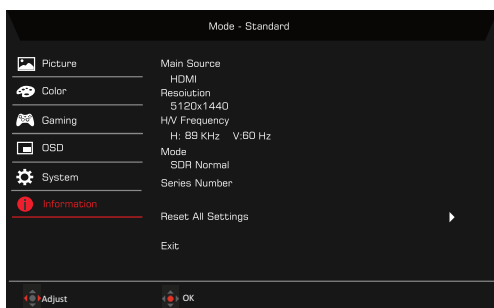 Mode - Standard
Picture
Color
Gaming
OSD
System
Information
Main Source
HDMI
Resoiution
5120x1440
H/V Frequency
H: 89 KHz V:60 Hz
Mode
SDR Normal
Series Number
Reset All Settings
Exit
Adjust
OK